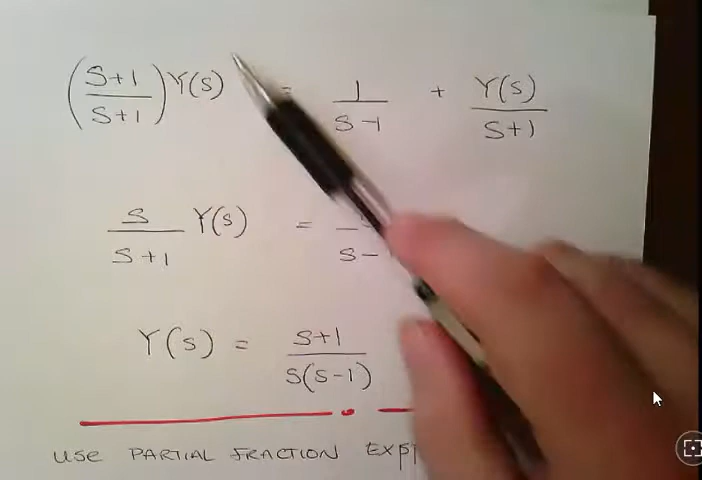 (S+1/S+1)Y(s) = 1/S-1 + Y(s)/S+1
S/S+1 Y(s) = S-
Y(s) = S+1/S(S-1)
USE PARTIAL FRACTION